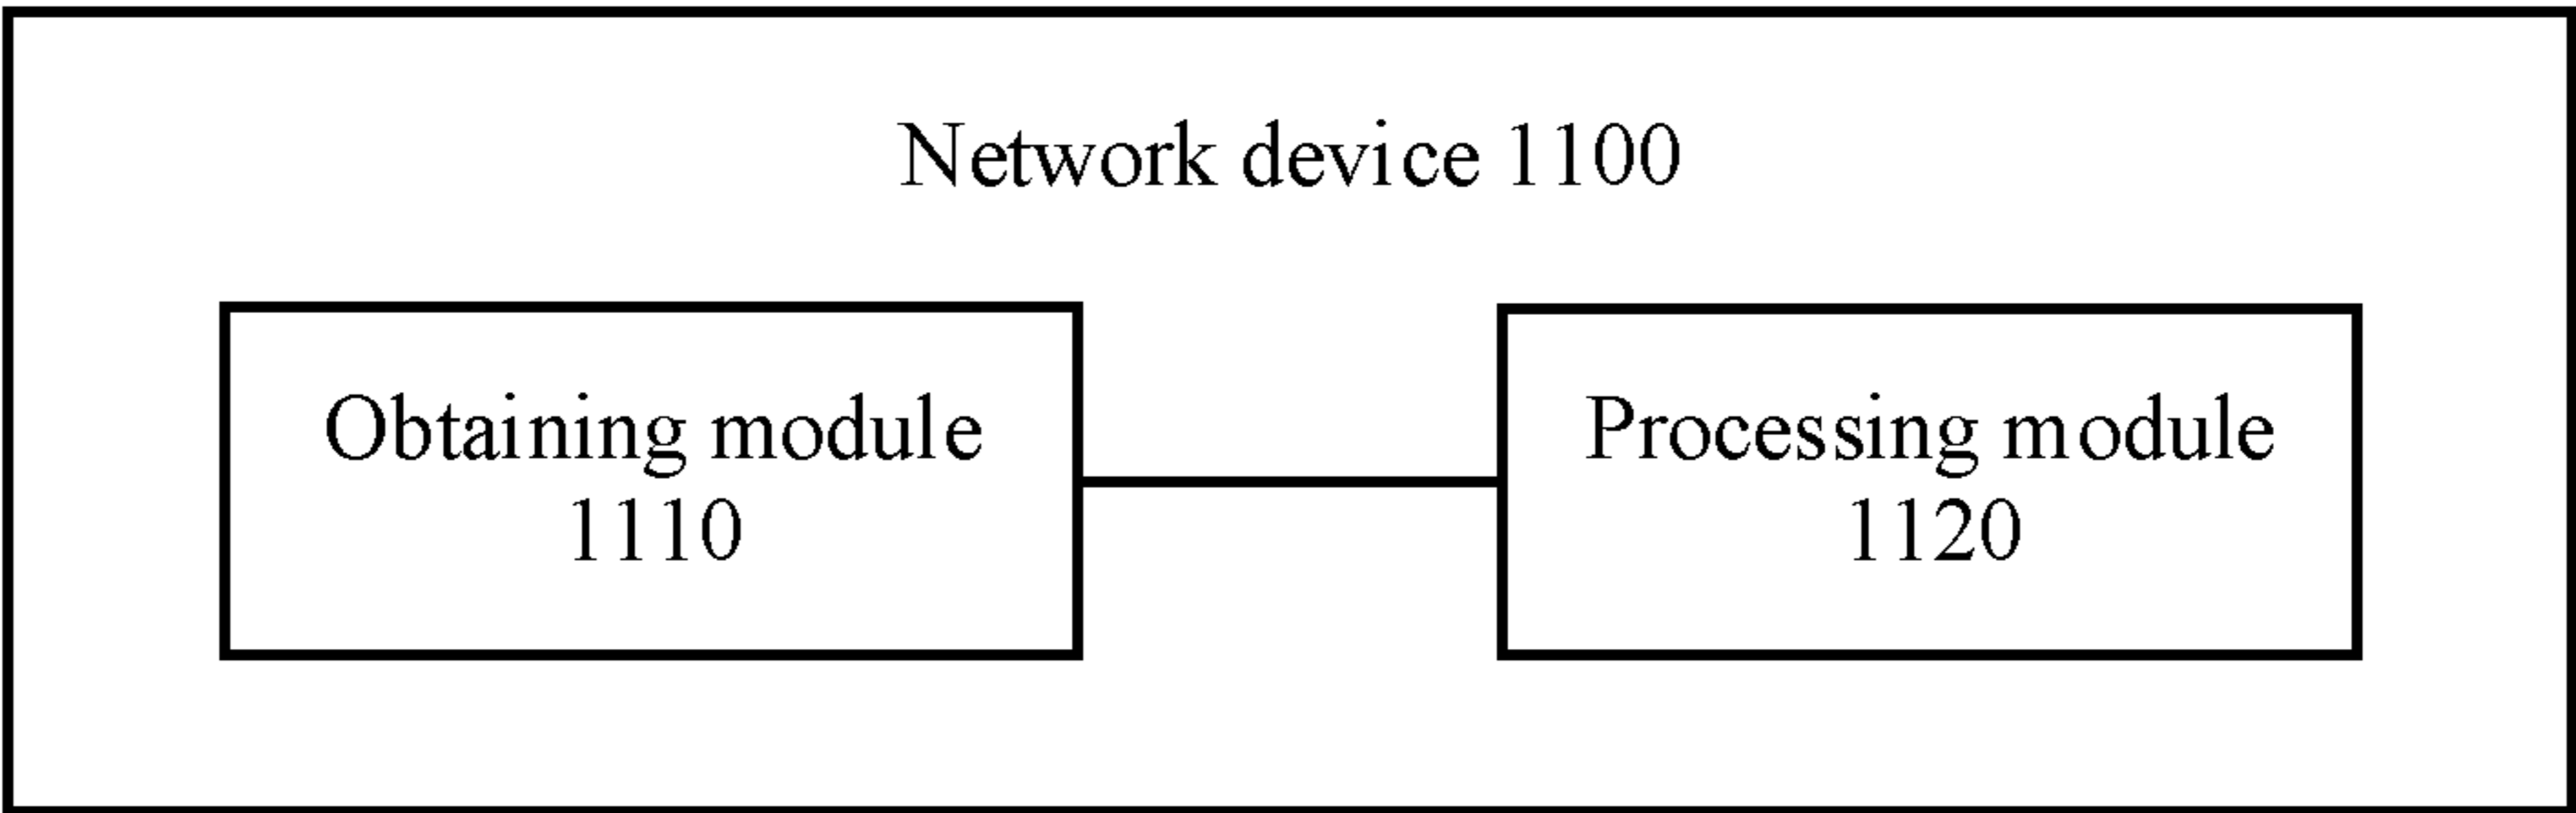 Network device 1100
Obtaining module
1110
Processing module
1120